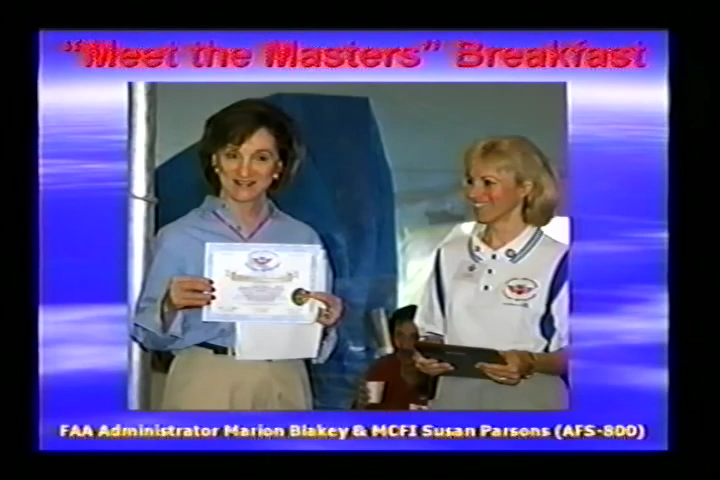 “Meet the Masters” Breakfast
FAA Administrator Marion Blakey & MCFI Susan Parsons (AFS-800)